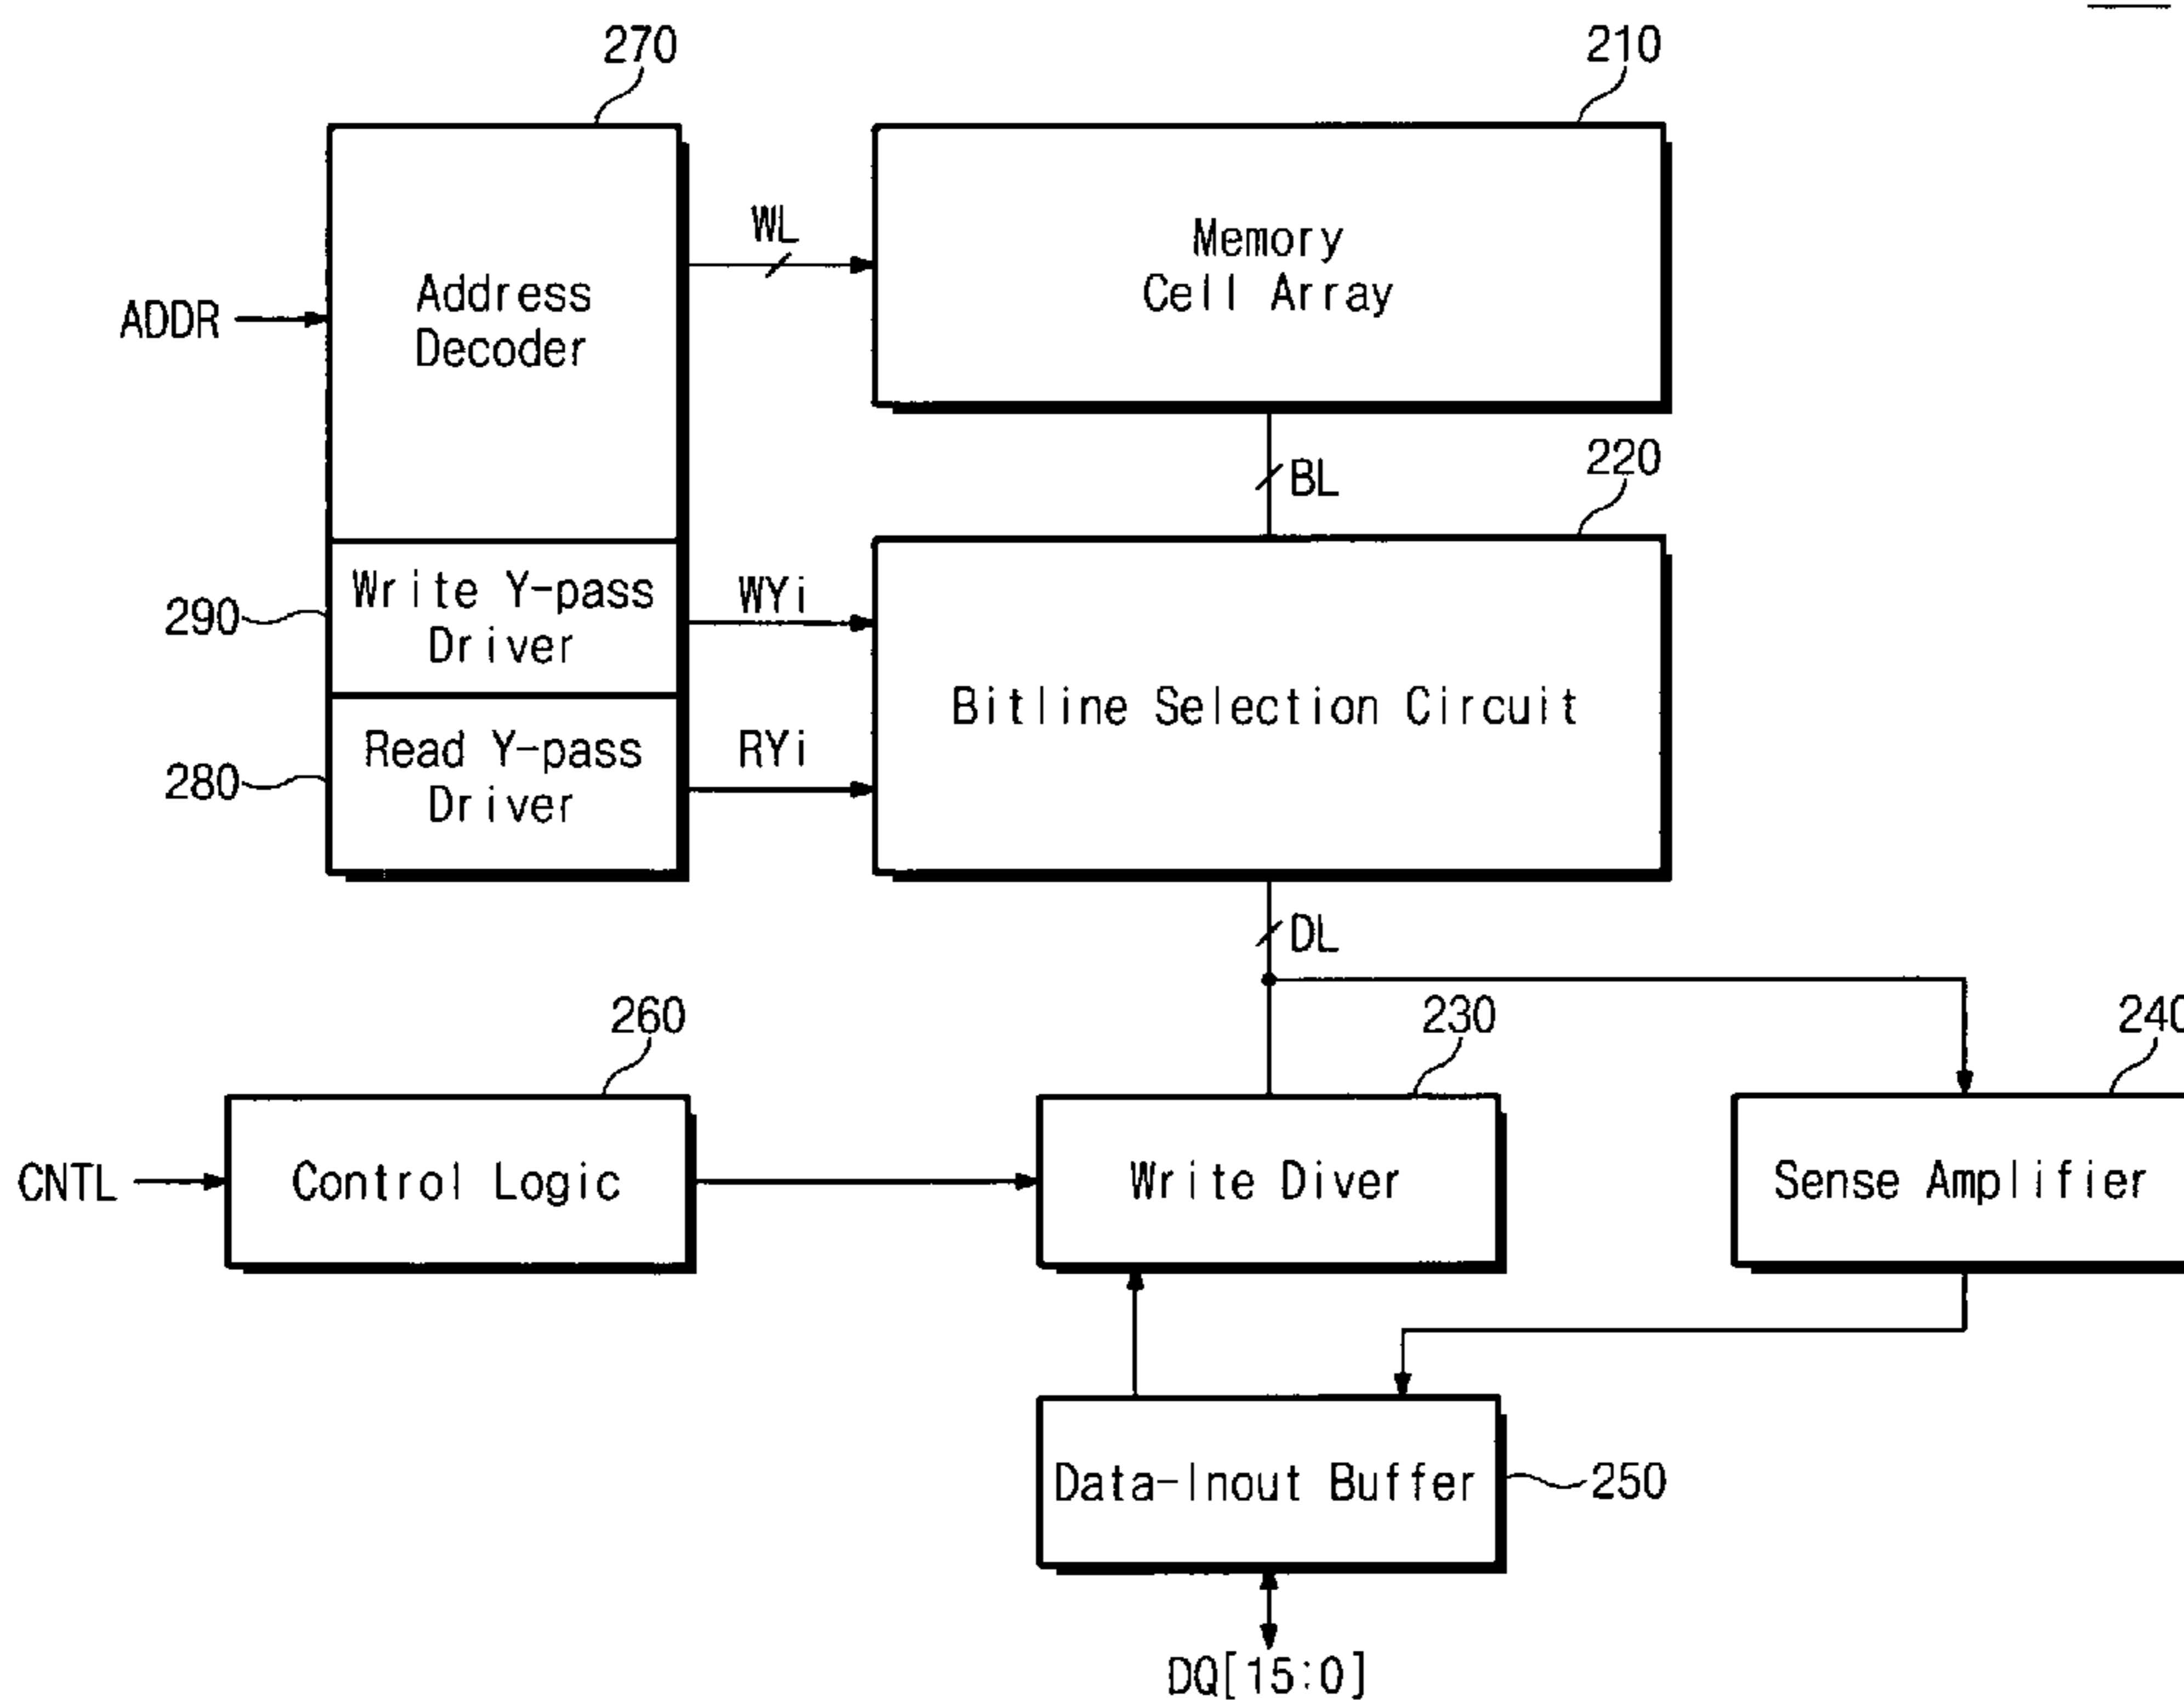 270
210
WL
Memory
Cell Array
ADDR
Address
Decoder
BL
220
290
Write Y-pass
Driver
WYi
Bitline Selection Circuit
280
Read Y-pass
Driver
RYi
DL
260
230
240
CNTL
Control Logic
Write Diver
Sense Amplifier
Data-Inout Buffer
250
DQ[15:0]